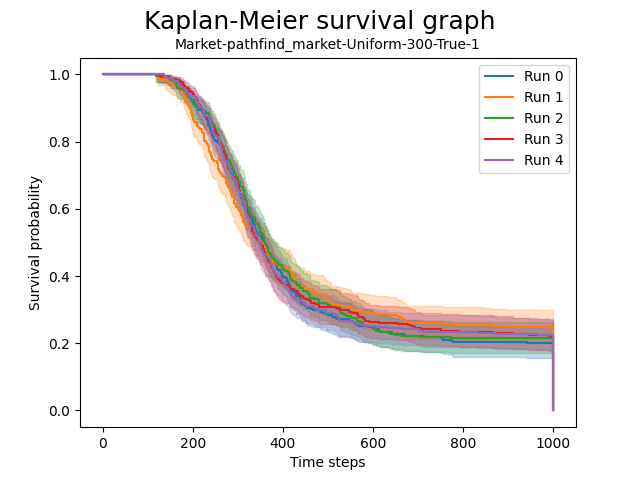 Kaplan-Meier survival graph
Market-pathfind_market-Uniform-300-True-1
Run 0
Run 1
Run 2
Run 3
Run 4
Survival probability
1.0
0.8
0.6
0.4
0.2
0.0
0 200 400 600 800 1000
Time steps